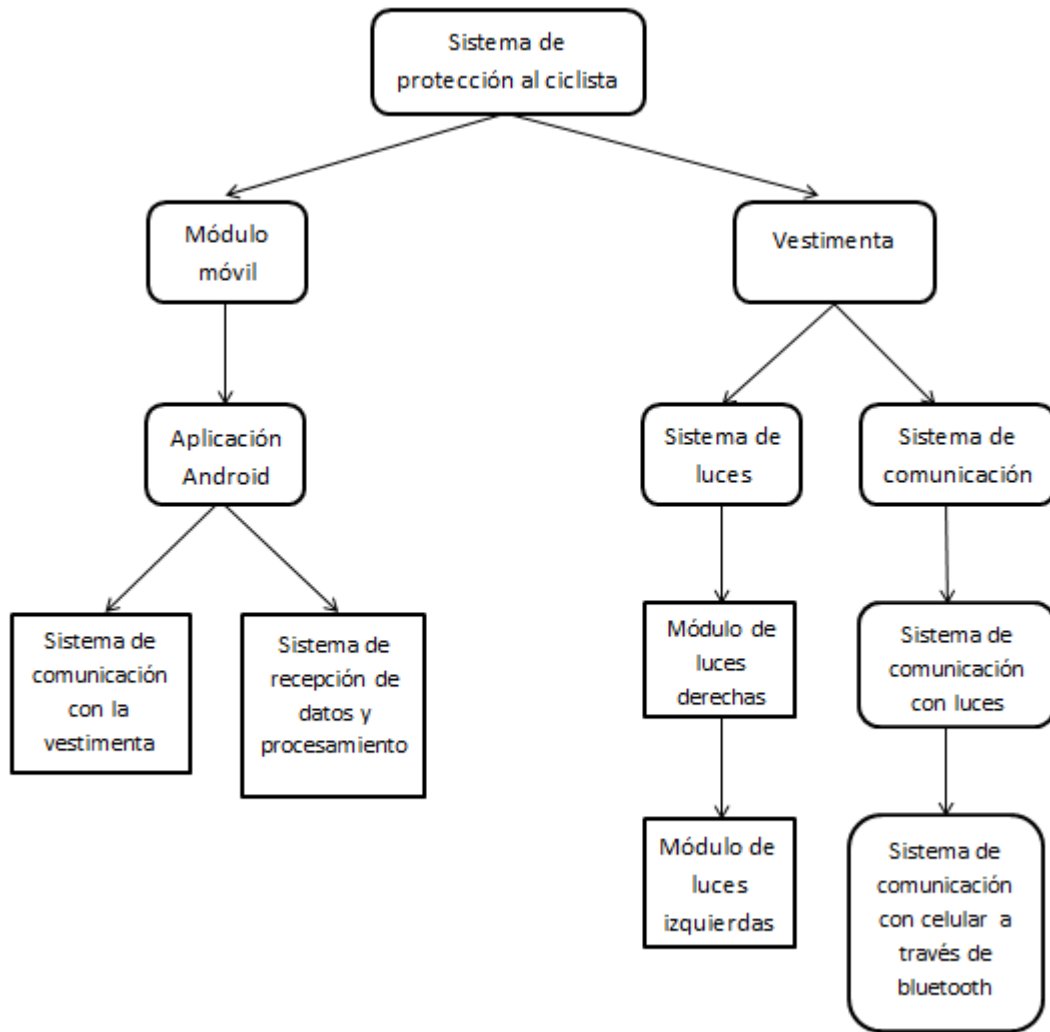 Sistema de
protección al ciclista
Módulo
móvil
Vestimenta
Aplicación
Android
Sistema de
luces
Sistema de
comunicación
Sistema de
comunicación
con la
vestimenta
Sistema de
recepción de
datos y
procesamiento
Módulo de
luces
derechas
Sistema de
comunicación
con luces
Módulo de
luces
izquierdas
Sistema de
comunicación
con celular a
través de
bluetooth